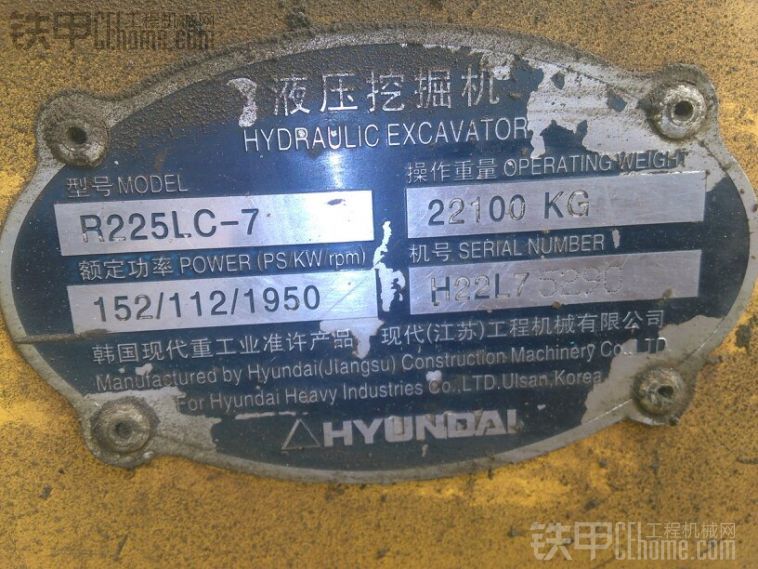 铁甲 工程机械网
CEhome.com
液压挖掘机
HYDRAULIC EXCAVATOR
型号 MODEL
R225LC-7
操作重量 OPERATING WEIGHT
22100 KG
额定功率 POWER (PS/KW/rpm)
152/112/1950
机号 SERIAL NUMBER
H22L7
韩国现代重工业准许产品 现代(江苏)工程机械有限公司
Manufactured by Hyundai(Jiangsu) Construction Machinery Co., LTD
For Hyundai Heavy Industries Co.,LTD.Ulsan,Korea
HYUNDAI
铁甲 工程机械网
CEhome.com